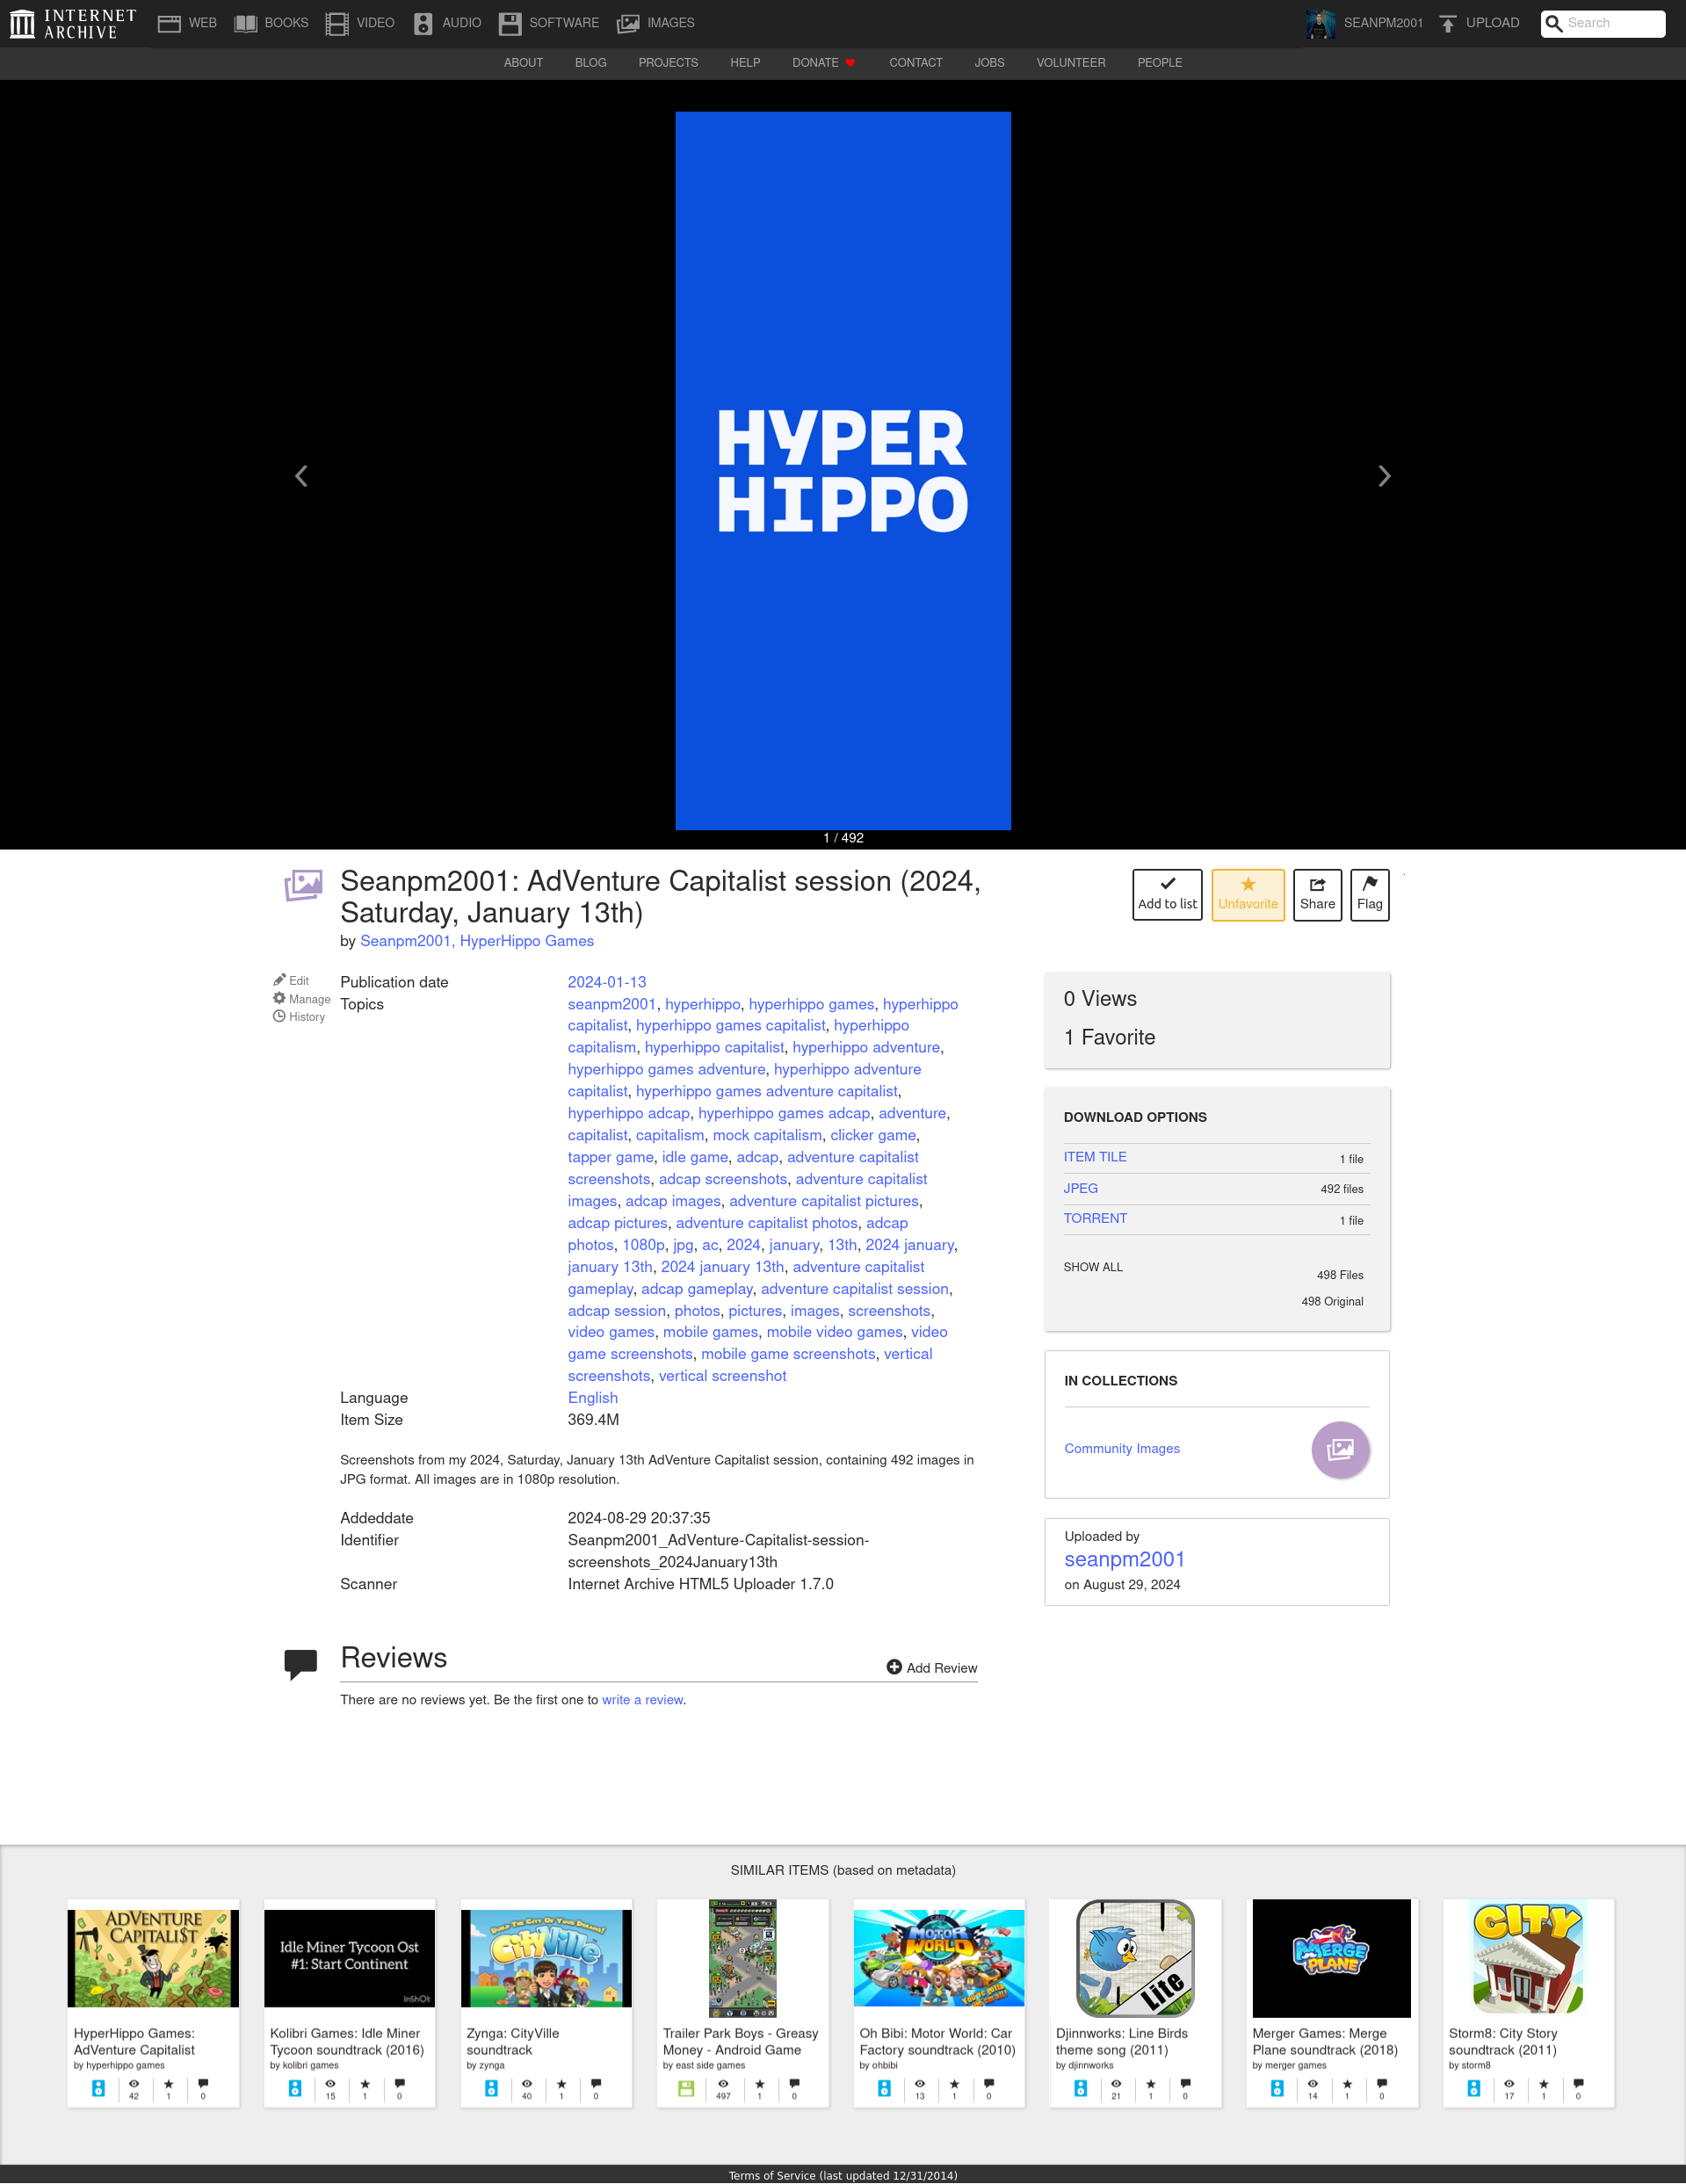 INTERNET
ARCHIVE
WEB BOOKS VIDEO AUDIO SOFTWARE IMAGES
SEANPM2001 UPLOAD Search
ABOUT BLOG PROJECTS HELP DONATE CONTACT JOBS VOLUNTEER PEOPLE
HYPER
HIPPO
1 / 492
Seanpm2001: AdVenture Capitalist session (2024,
Saturday, January 13th)
by Seanpm2001, HyperHippo Games
Add to list Unfavorite Share Flag
Edit
Manage
History
Publication date 2024-01-13
Topics seanpm2001, hyperhippo, hyperhippo games, hyperhippo
capitalist, hyperhippo games capitalist, hyperhippo
capitalism, hyperhippo capitalist, hyperhippo adventure,
hyperhippo games adventure, hyperhippo adventure
capitalist, hyperhippo games adventure capitalist,
hyperhippo adcap, hyperhippo games adcap, adventure,
capitalist, capitalism, mock capitalism, clicker game,
tapper game, idle game, adcap, adventure capitalist
screenshots, adcap screenshots, adventure capitalist
images, adcap images, adventure capitalist pictures,
adcap pictures, adventure capitalist photos, adcap
photos, 1080p, jpg, ac, 2024, january, 13th, 2024 january,
january 13th, 2024 january 13th, adventure capitalist
gameplay, adcap gameplay, adventure capitalist session,
adcap session, photos, pictures, images, screenshots,
video games, mobile games, mobile video games, video
game screenshots, mobile game screenshots, vertical
screenshots, vertical screenshot
Language English
Item Size 369.4M
Screenshots from my 2024, Saturday, January 13th AdVenture Capitalist session, containing 492 images in
JPG format. All images are in 1080p resolution.
Addeddate 2024-08-29 20:37:35
Identifier Seanpm2001_AdVenture-Capitalist-session-
screenshots_2024January13th
Scanner Internet Archive HTML5 Uploader 1.7.0
0 Views
1 Favorite
DOWNLOAD OPTIONS
ITEM TILE 1 file
JPEG 492 files
TORRENT 1 file
SHOW ALL
498 Files
498 Original
IN COLLECTIONS
Community Images
Uploaded by
seanpm2001
on August 29, 2024
Reviews
Add Review
There are no reviews yet. Be the first one to write a review.
SIMILAR ITEMS (based on metadata)
ADVENTURE
CAPITALIST
HyperHippo Games:
AdVenture Capitalist
by hyperhippo games
42 1 0
Idle Miner Tycoon Ost
#1: Start Continent
InShOt
Kolibri Games: Idle Miner
Tycoon soundtrack (2016)
by kolibri games
15 1 0
Build The City Of Your Dreams!
CityVille
Zynga: CityVille
soundtrack
by zynga
40 1 0
Trailer Park Boys - Greasy
Money - Android Game
by east side games
497 1 0
MOTOR
WORLD
Oh Bibi: Motor World: Car
Factory soundtrack (2010)
by ohbibi
13 1 0
Lite
Djinnworks: Line Birds
theme song (2011)
by djinnworks
21 1 0
MERGE
PLANE
Merger Games: Merge
Plane soundtrack (2018)
by merger games
14 1 0
CITY
Storm8: City Story
soundtrack (2011)
by storm8
17 1 0
Terms of Service (last updated 12/31/2014)